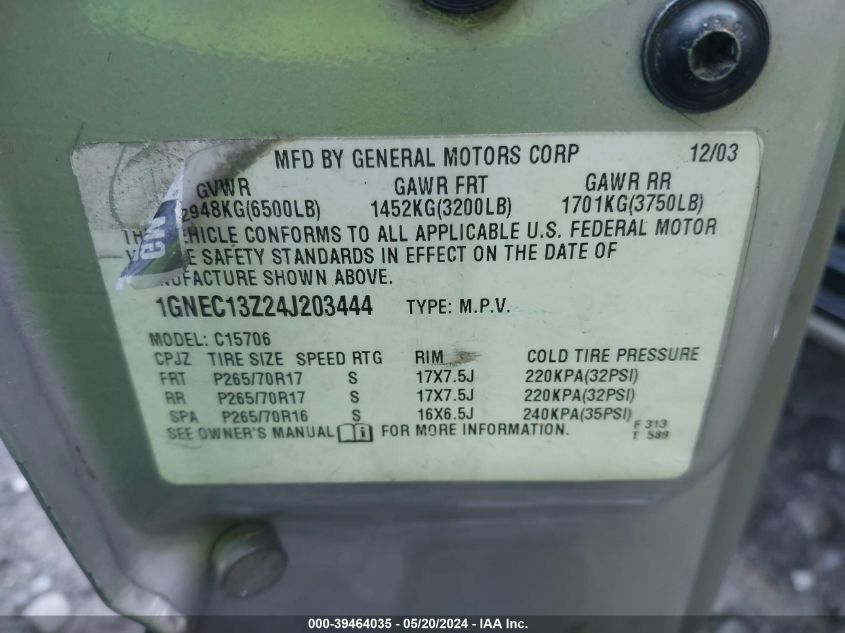 MFD BY GENERAL MOTORS CORP 12/03
GVWR GAWR FRT GAWR RR
2948KG(6500LB) 1452KG(3200LB) 1701KG(3750LB)
EHICLE CONFORMS TO ALL APPLICABLE U.S. FEDERAL MOTOR
E SAFETY STANDARDS IN EFFECT ON THE DATE OF
NUFACTURE SHOWN ABOVE.
GM
1GNEC13Z24J203444 TYPE: M.P.V.
MODEL: C15706
CPJZ TIRE SIZE SPEED RTG RIM COLD TIRE PRESSURE
FRT P265/70R17 S 17X7.5J 220KPA(32PSI)
RR P265/70R17 S 17X7.5J 220KPA(32PSI)
SPA P265/70R16 S 16X6.5J 240KPA(35PSI)
SEE OWNER'S MANUAL i FOR MORE INFORMATION. F 313
T 589
000-39464035 - 05/20/2024 - IAA Inc.